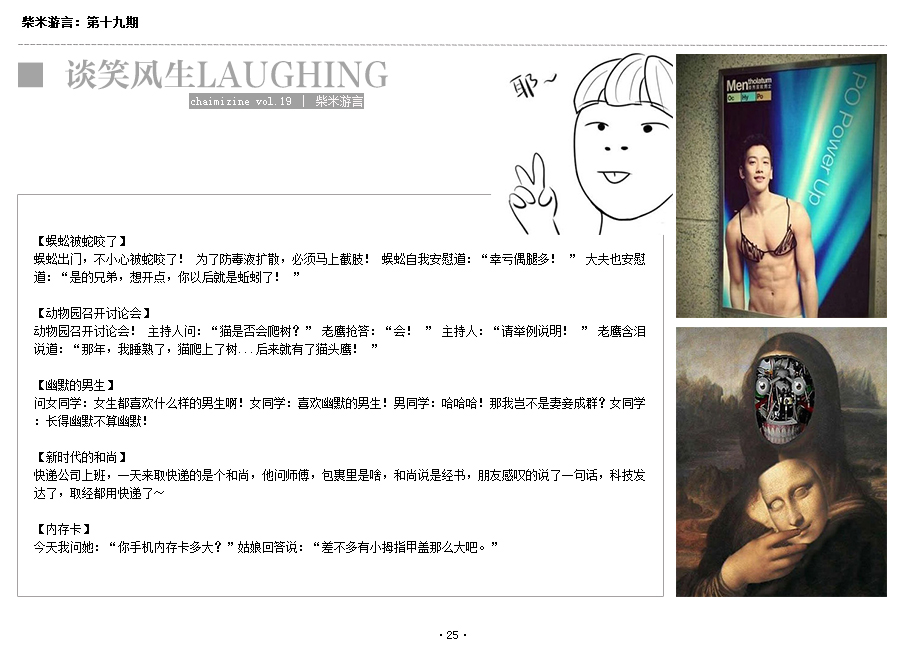 柴米游言：第十九期
谈笑风生LAUGHING
chaimizine vol.19 | 柴米游言
耶~
Mentholatum
Oc Hy Po
PO Power Up
【蜈蚣被蛇咬了】
蜈蚣出门，不小心被蛇咬了！ 为了防毒液扩散，必须马上截肢！ 蜈蚣自我安慰道：“幸亏偶腿多！ ” 大夫也安慰
道：“是的兄弟，想开点，你以后就是蚯蚓了！ ”
【动物园召开讨论会】
动物园召开讨论会！ 主持人问：“猫是否会爬树？” 老鹰抢答：“会！ ” 主持人：“请举例说明！ ” 老鹰含泪
说道：“那年，我睡熟了，猫爬上了树...后来就有了猫头鹰！ ”
【幽默的男生】
问女同学：女生都喜欢什么样的男生啊！女同学：喜欢幽默的男生！男同学：哈哈哈！那我岂不是妻妾成群？女同学
：长得幽默不算幽默！
【新时代的和尚】
快递公司上班，一天来取快递的是个和尚，他问师傅，包裹里是啥，和尚说是经书，朋友感叹的说了一句话，科技发
达了，取经都用快递了~
【内存卡】
今天我问她：“你手机内存卡多大？”姑娘回答说：“差不多有小拇指甲盖那么大吧。”
·25·